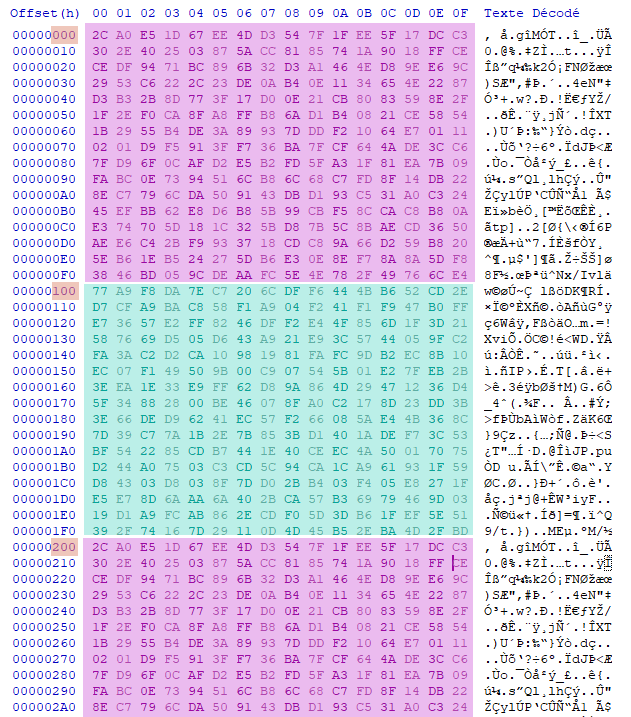 Offset(h) 00 01 02 03 04 05 06 07 08 09 0A 0B 0C 0D 0E 0F Texte Décodé
00000000 2C A0 E5 1D 67 EE 4D D3 54 7F 1F EE 5F 17 DC C3 , å.gîMÓT..î_.ÜÃ
00000010 30 2E 40 25 03 87 5A CC 81 85 74 1A 90 18 FF CE 0.@%.‡ZÌ.…t...ÿÎ
00000020 CE DF 94 71 BC 89 6B 32 D3 A1 46 4E D8 9E E6 9C Îß”q¼‰k2Ó¡FNØžæœ
00000030 29 53 C6 22 2C 23 DE 0A B4 0E 11 34 65 4E 22 87 )SÆ",#Þ.´..4eN"‡
00000040 D3 B3 2B 8D 77 3F 17 D0 0E 21 CB 80 83 59 8E 2F Ó³+.w?.Ð.!Ë€ƒYŽ/
00000050 1F 2E F0 CA 8F A8 FF B8 6A D1 B4 08 21 CE 58 54 ..ðÊ.¨ÿ¸jÑ´.!ÎXT
00000060 1B 29 55 B4 DE 3A 89 93 7D DD F2 10 64 E7 01 11 .)U´Þ:‰“}Ýò.dç..
00000070 02 01 D9 F5 91 3F F7 36 BA 7F CF 64 4A DE 3C C6 ..Ùõ‘?÷6º.ÏdJÞ<Æ
00000080 7F D9 6F 0C AF D2 E5 B2 FD 5F A3 1F 81 EA 7B 09 .Ùo.¯Òå²ý_£..ê{.
00000090 FA BC 0E 73 94 51 6C B8 6C 68 C7 FD 8F 14 DB 22 ú¼.s”Ql¸lhÇý..Û"
000000A0 8E C7 79 6C DA 50 91 43 DB D1 93 C5 31 A0 C3 24 ŽÇylÚP‘CÛÑ“Å1 Ã$
000000B0 45 EF BB 62 E8 D8 5B 99 CB F5 8C CA C8 B8 0A
000000C0 E3 74 70 5D 18 1C 32 5B D8 7B 5C 8B AE CD 36 50 ãtp]..2[Ø{\‹®Í6P
000000D0 AE E6 C4 2B F9 93 37 18 CD C8 9A 66 D2 59 B8 20 ®æÄ+ù“7.ÍÈšfÒY¸
000000E0 5E B6 1E B5 24 27 5D B6 E3 0E 8E F7 8A 8A 5D F8 ^¶.µ$']¶ã.Ž÷ŠŠ]ø
000000F0 38 46 BD 05 9C DE AA FC 5E 4E 78 2F 49 76 6C E4 8F½.œÞªü^Nx/Ivlä
00000100 77 A9 F8 DA 7E C7 20 6C DF F6 44 4B B6 52 CD 2E w©øÚ~Ç lßöDK¶RÍ.
00000110 D7 CF A9 BA C8 58 F1 A9 04 F2 41 F1 F9 47 B0 FF
00000120 E7 36 57 E2 FF 82 46 DF F2 E4 4F 85 6D 1F 3D 21 ç6Wâÿ‚FßòäO…m.=!
00000130 58 76 69 D5 05 D6 43 A9 21 E9 3C 57 44 05 9F C2 XviÕ.ÖC©!é<WD.ŸÂ
00000140 FA 3A C2 D2 CA 10 98 19 81 FA FC 9D B2 EC 8B 10 ú:ÂÒÊ.˜..úü.²ì‹.
00000150 EC 07 F1 49 50 9B 00 C9 07 54 5B 01 E2 7F EB 2B ì.ñIP›.É.T[.â.ë+
00000160 3E EA 1E 33 E9 FF 62 D8 9A 86 4D 29 47 12 36 D4 >ê.3éÿbØš†M)G.6Ô
00000170 5F 34 88 28 00 BE 46 07 8F A0 C2 17 8D 23 DD 3B _4ˆ(.¾F.. Â..#Ý;
00000180 3E 66 DE D9 62 41 EC 57 F2 66 08 5A E4 4B 36 8C >fÞÙbAìWòf.ZäK6Œ
00000190 7D 39 C7 7A 1B 2E 7B 85 3B D1 40 1A DE F7 3C 53 }9Çz..{…;Ñ@.Þ÷<S
000001A0 BF 54 22 85 CD B7 44 1E 40 CE EC 4A 50 01 70 75 ¿T"…Í·D.@ÎìJP.pu
000001B0 D2 44 A0 75 03 C3 CD 5C 94 CA 1C A9 61 93 1F 59
000001C0 D8 43 03 D8 03 8F 7D D0 2B B4 03 F4 05 E8 27 1F ØC.Ø..}Ð+´.ô.è'.
000001D0 E5 E7 8D 6A AA 6A 40 2B CA 57 B3 69 79 46 9D 03 åç.jªj@+ÊW³iyF..
000001E0 19 D1 A9 FC AB 86 2E CD F0 5D 3D B6 1F EF 5E 51
000001F0 39 2F 74 16 7D 29 11 0D 4D 45 B5 2E BA 4D 2F BD 9/t.})..MEµ.ºM/½
00000200 2C A0 E5 1D 67 EE 4D D3 54 7F 1F EE 5F 17 DC C3 , å.gîMÓT..î_.ÜÃ
00000210 30 2E 40 25 03 87 5A CC 81 85 74 1A 90 18 FF CE 0.@%.‡ZÌ.…t...ÿÎ
00000220 CE DF 94 71 BC 89 6B 32 D3 A1 46 4E D8 9E E6 9C Îß”q¼‰k2Ó¡FNØžæœ
00000230 29 53 C6 22 2C 23 DE 0A B4 0E 11 34 65 4E 22 87 )SÆ",#Þ.´..4eN"‡
00000240 D3 B3 2B 8D 77 3F 17 D0 0E 21 CB 80 83 59 8E 2F Ó³+.w?.Ð.!Ë€ƒYŽ/
00000250 1F 2E F0 CA 8F A8 FF B8 6A D1 B4 08 21 CE 58 54 ..ðÊ.¨ÿ¸jÑ´.!ÎXT
00000260 1B 29 55 B4 DE 3A 89 93 7D DD F2 10 64 E7 01 11 .)U´Þ:‰“}Ýò.dç..
00000270 02 01 D9 F5 91 3F F7 36 BA 7F CF 64 4A DE 3C C6 ..Ùõ‘?÷6º.ÏdJÞ<Æ
00000280 7F D9 6F 0C AF D2 E5 B2 FD 5F A3 1F 81 EA 7B 09 .Ùo.¯Òå²ý_£..ê{.
00000290 FA BC 0E 73 94 51 6C B8 6C 68 C7 FD 8F 14 DB 22 ú¼.s”Ql¸lhÇý..Û"
000002A0 8E C7 79 6C DA 50 91 43 DB D1 93 C5 31 A0 C3 24 ŽÇylÚP‘CÛÑ“Å1 Ã$